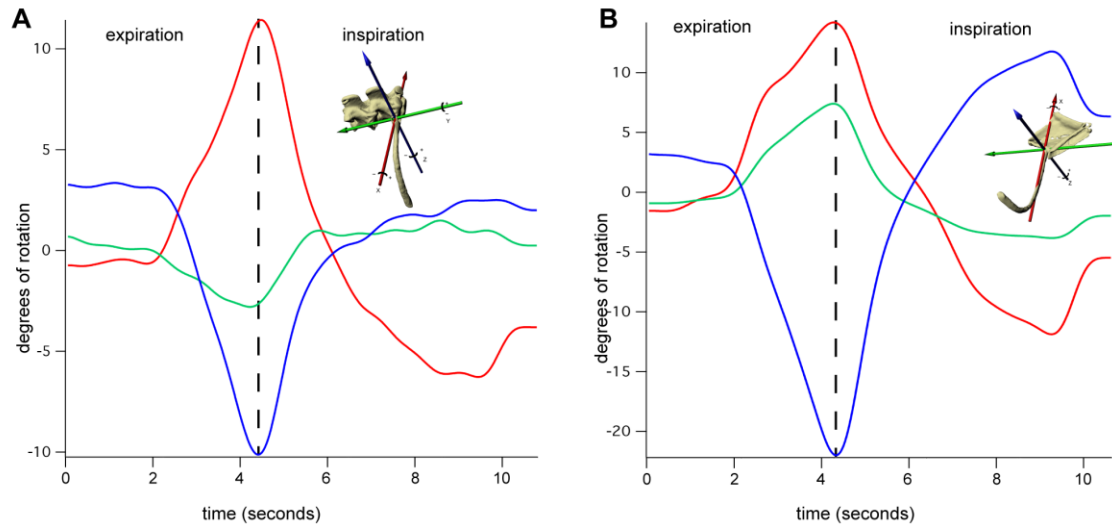 A
expiration
inspiration
10
5
0
-5
-10
degrees of rotation
X
Y
Z
0 2 4 6 8 10
time (seconds)
B
expiration
inspiration
10
5
0
-5
-10
-15
-20
degrees of rotation
X
Z
0 2 4 6 8 10
time (seconds)